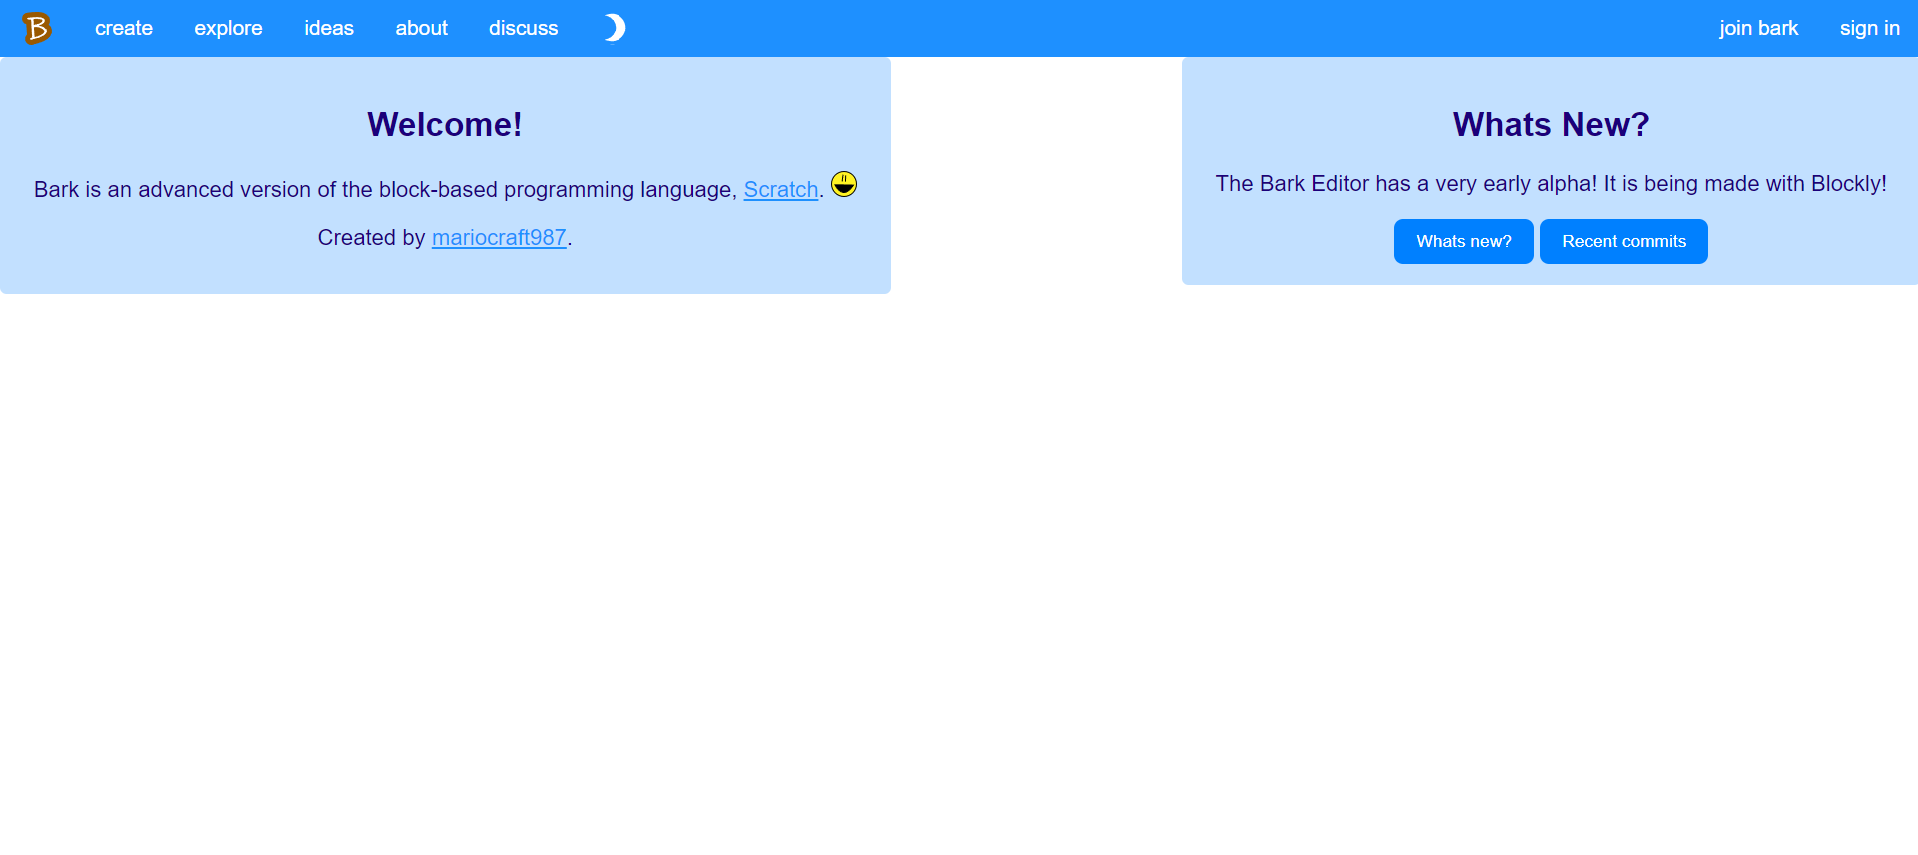 B create explore ideas about discuss join bark sign in
Welcome!
Bark is an advanced version of the block-based programming language, Scratch.
Created by mariocraft987.
Whats New?
The Bark Editor has a very early alpha! It is being made with Blockly!
Whats new? Recent commits